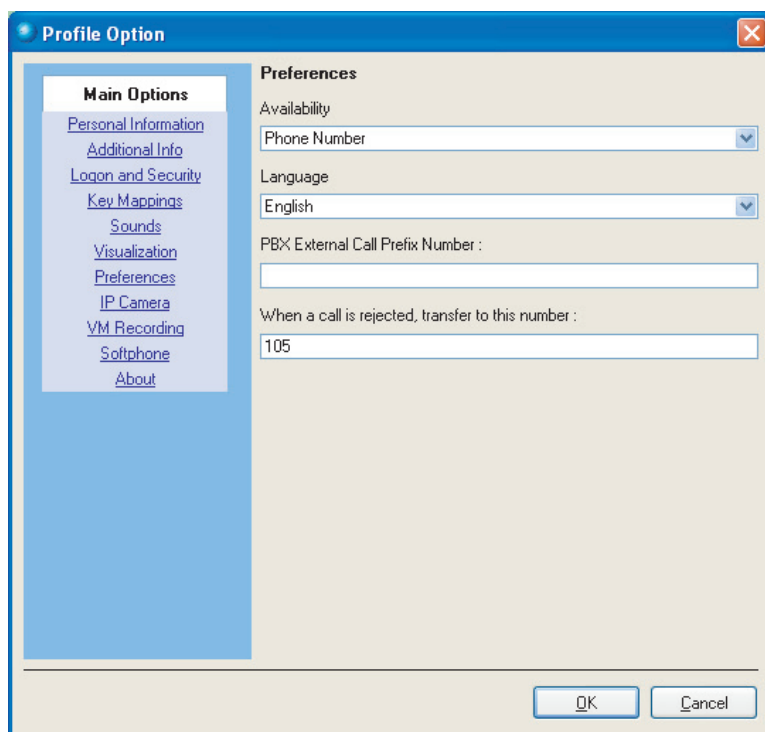 Profile Option
Main Options
Personal Information
Additional Info
Logon and Security
Key Mappings
Sounds
Visualization
Preferences
IP Camera
VM Recording
Softphone
About
Preferences
Availability
Phone Number
Language
English
PBX External Call Prefix Number :
When a call is rejected, transfer to this number :
105
OK
Cancel